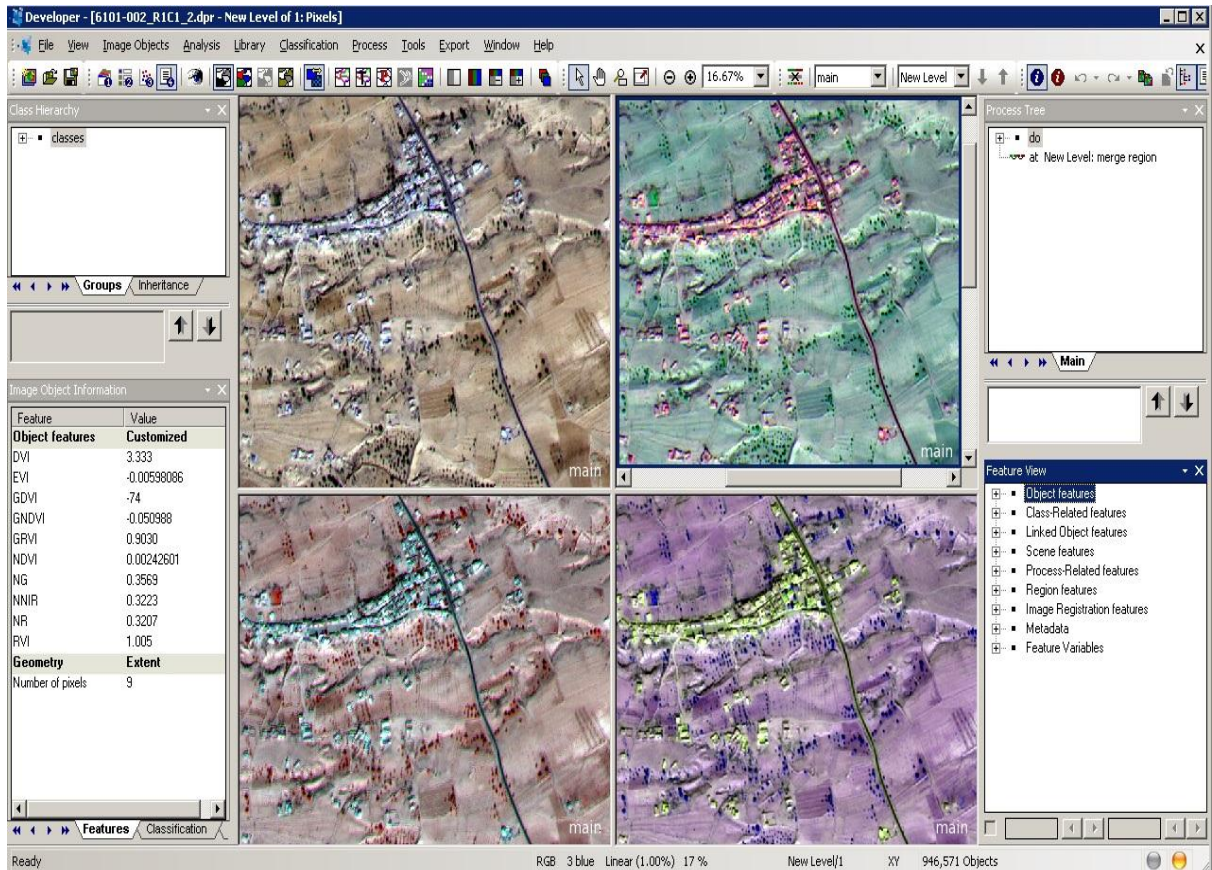 Developer - [6101-002_R1C1_2.dpr - New Level of 1: Pixels]
File View Image Objects Analysis Library Classification Process Tools Export Window Help
16.67% main New Level
Class Hierarchy
classes
Groups Inheritance
Image Object Information
Feature Value
Object features Customized
DVI 3.333
EVI -0.00598086
GDVI -74
GNDVI -0.050988
GRVI 0.9030
NDVI 0.00242601
NG 0.3569
NNIR 0.3223
NR 0.3207
RVI 1.005
Geometry Extent
Number of pixels 9
Features Classification
main
main
main
main
Process Tree
do
at New Level: merge region
Main
Feature View
Object features
Class-Related features
Linked Object features
Scene features
Process-Related features
Region features
Image Registration features
Metadata
Feature Variables
Ready RGB 3 blue Linear (1.00%) 17 % New Level/1 XY 946,571 Objects